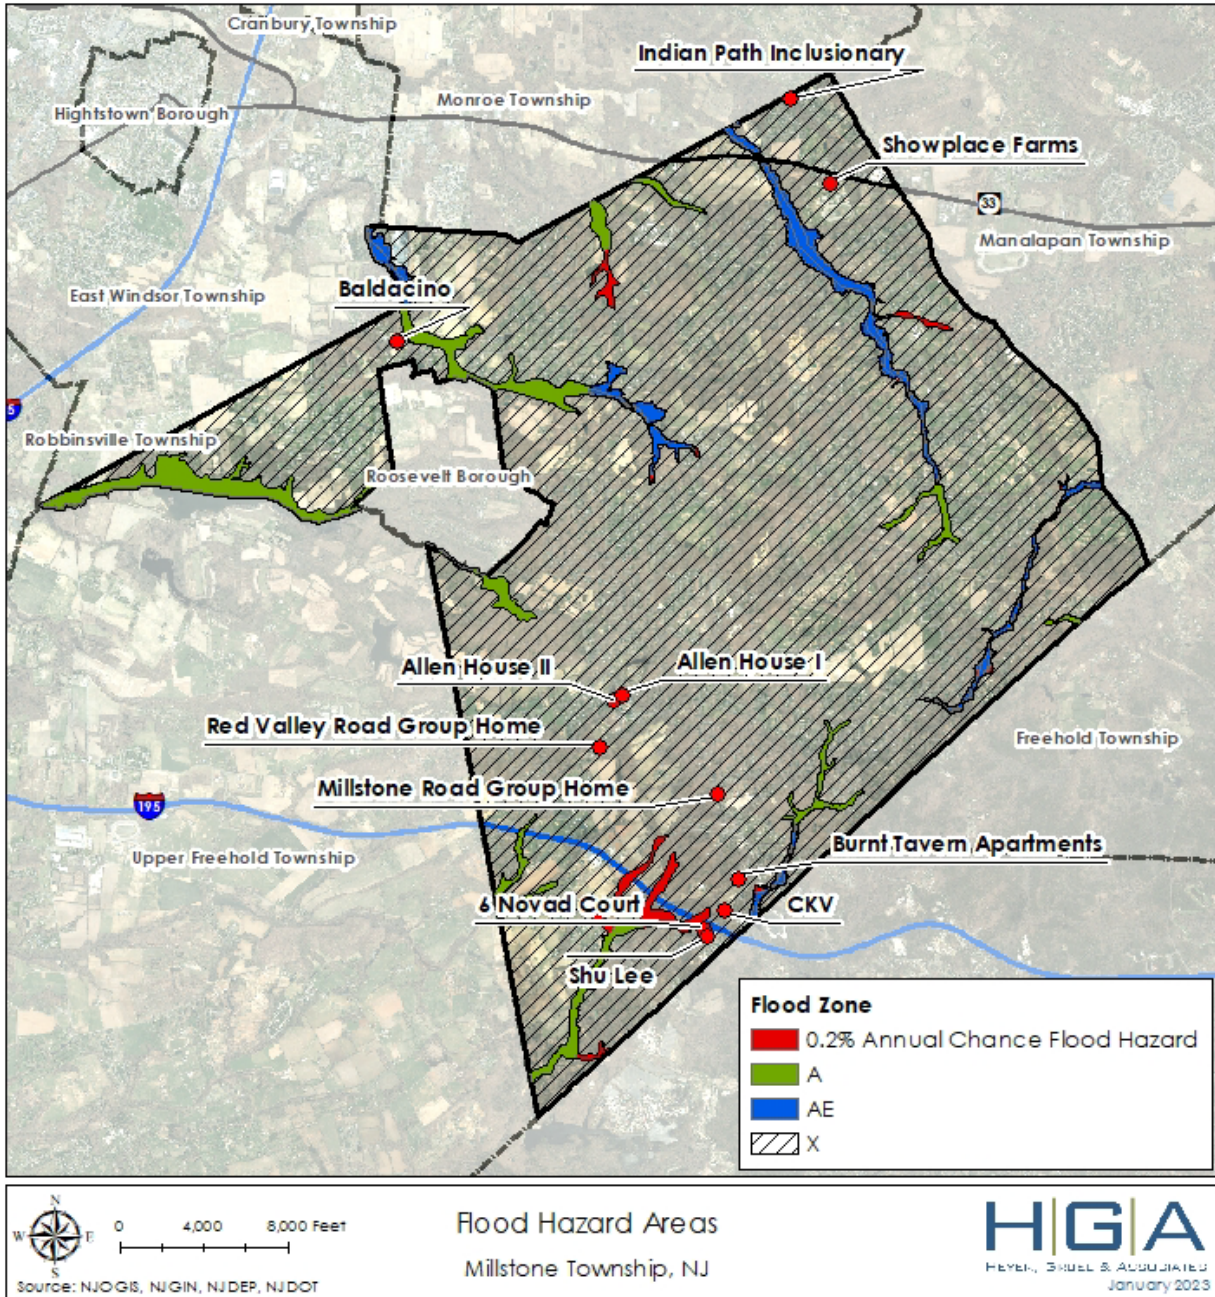 Cranbury Township
Indian Path Inclusionary
Hightstown Borough
Monroe Township
Showplace Farms
33
Manalapan Township
East Windsor Township
Baldacino
5
Robbinsville Township
Roosevelt Borough
Allen House II
Allen House I
Red Valley Road Group Home
Freehold Township
Millstone Road Group Home
195
Upper Freehold Township
Burnt Tavern Apartments
6 Novad Court
CKV
Shu Lee
Flood Zone
0.2% Annual Chance Flood Hazard
A
AE
X
N
W E
S
0 4,000 8,000 Feet
Source: NJOGIS, NJGIN, NJDEP, NJDOT
Flood Hazard Areas
Millstone Township, NJ
H|G|A
HEYER, GRUEL & ASSOCIATES
January 2023